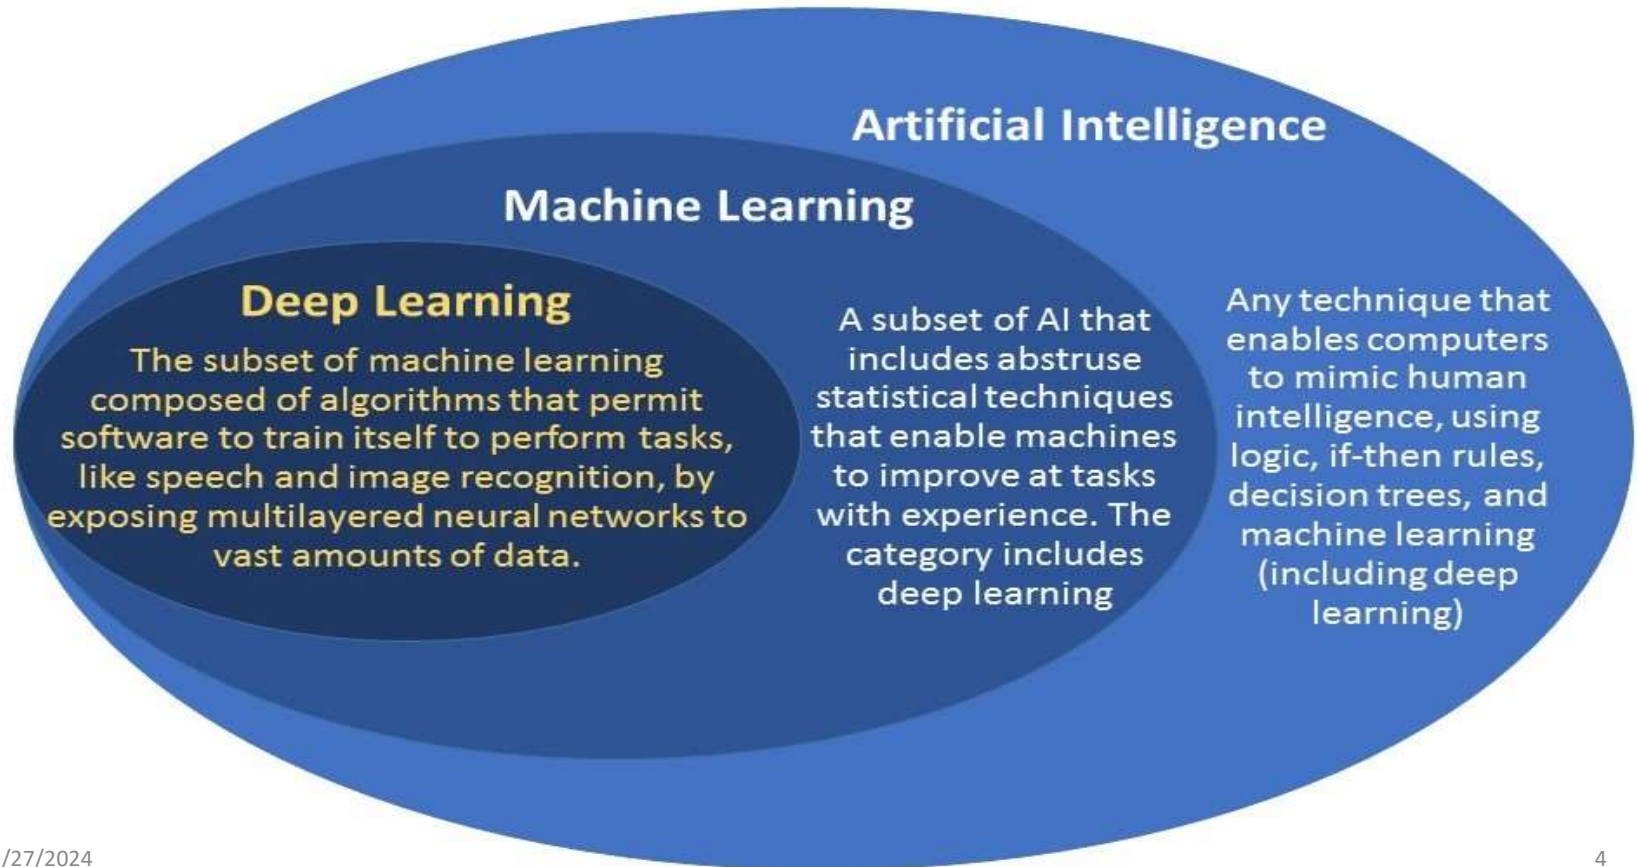 Artificial Intelligence
Machine Learning
Deep Learning
The subset of machine learning
composed of algorithms that permit
software to train itself to perform tasks,
like speech and image recognition, by
exposing multilayered neural networks to
vast amounts of data.
A subset of AI that
includes abstruse
statistical techniques
that enable machines
to improve at tasks
with experience. The
category includes
deep learning
Any technique that
enables computers
to mimic human
intelligence, using
logic, if-then rules,
decision trees, and
machine learning
(including deep
learning)
/27/2024
4